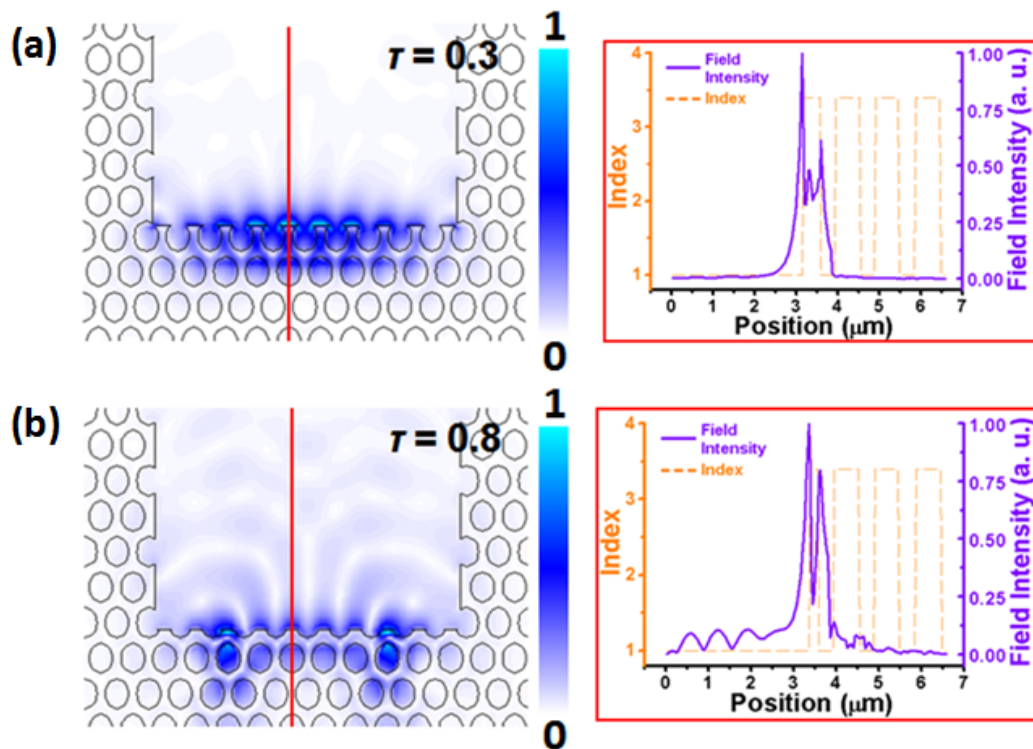 (a)
τ = 0.3
1
0
Index
4
3
2
1
Field
Intensity
Index
1.00
0.75
0.50
0.25
0.00
Field Intensity (a. u.)
0 1 2 3 4 5 6 7
Position (μm)
(b)
τ = 0.8
1
0
Index
4
3
2
1
Field
Intensity
Index
1.00
0.75
0.50
0.25
0.00
Field Intensity (a. u.)
0 1 2 3 4 5 6 7
Position (μm)